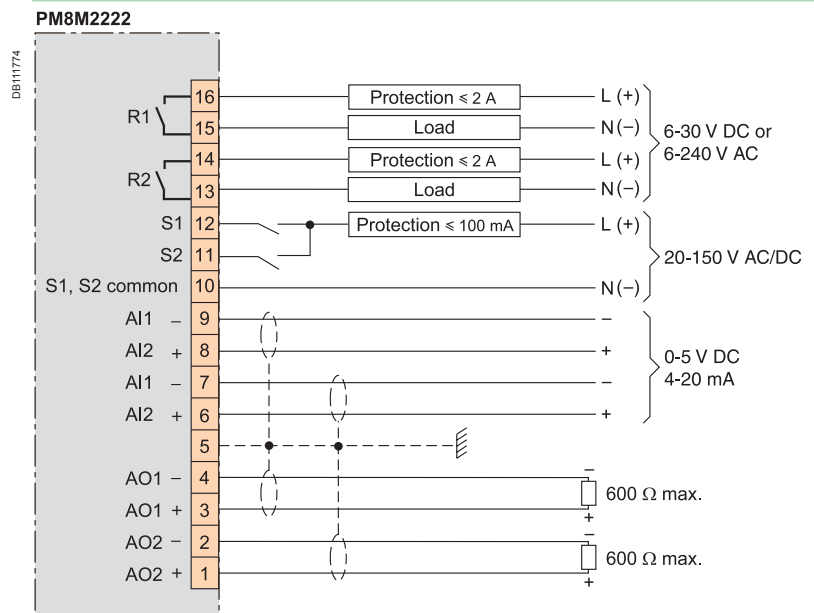 PM8M2222
DB111774
R1 16 Protection ⩽ 2 A L (+)
15 Load N(−)
6-30 V DC or
6-240 V AC
R2 14 Protection ⩽ 2 A L (+)
13 Load N(−)
S1 12 Protection ⩽ 100 mA L (+)
S2 11
20-150 V AC/DC
S1, S2 common 10 N(−)
AI1 − 9 −
AI2 + 8 +
0-5 V DC
4-20 mA
AI1 − 7 −
AI2 + 6 +
5
AO1 − 4 −
600 Ω max.
AO1 + 3 +
AO2 − 2 −
600 Ω max.
AO2 + 1 +